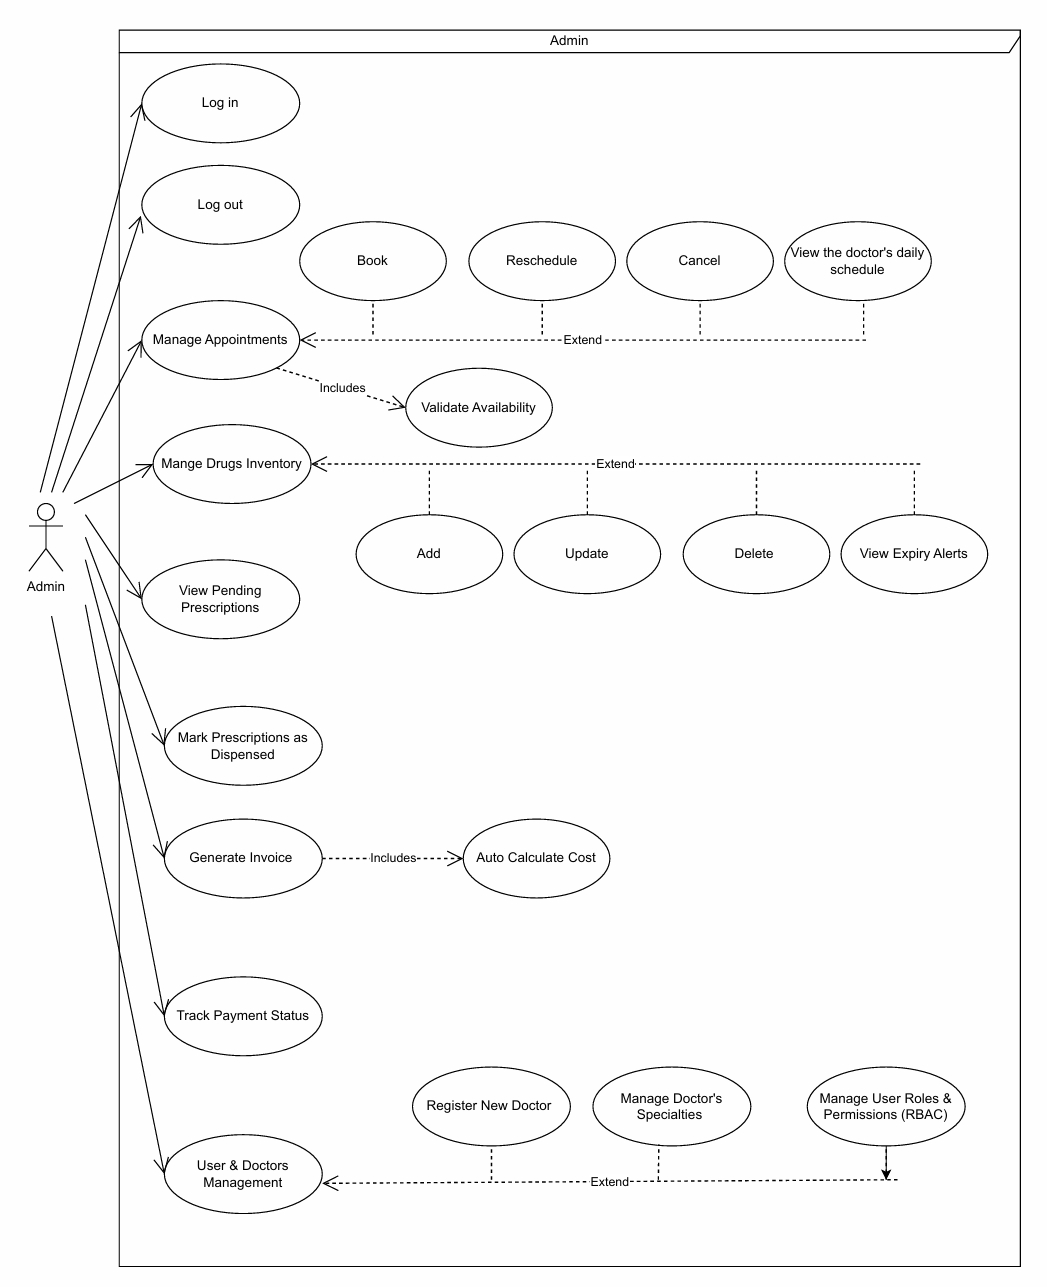 Admin
Log in
Log out
Book
Reschedule
Cancel
View the doctor's daily
schedule
Manage Appointments
Extend
Includes
Validate Availability
Mange Drugs Inventory
Extend
Add
Update
Delete
View Expiry Alerts
Admin
View Pending
Prescriptions
Mark Prescriptions as
Dispensed
Generate Invoice
Includes
Auto Calculate Cost
Track Payment Status
Register New Doctor
Manage Doctor's
Specialties
Manage User Roles &
Permissions (RBAC)
User & Doctors
Management
Extend